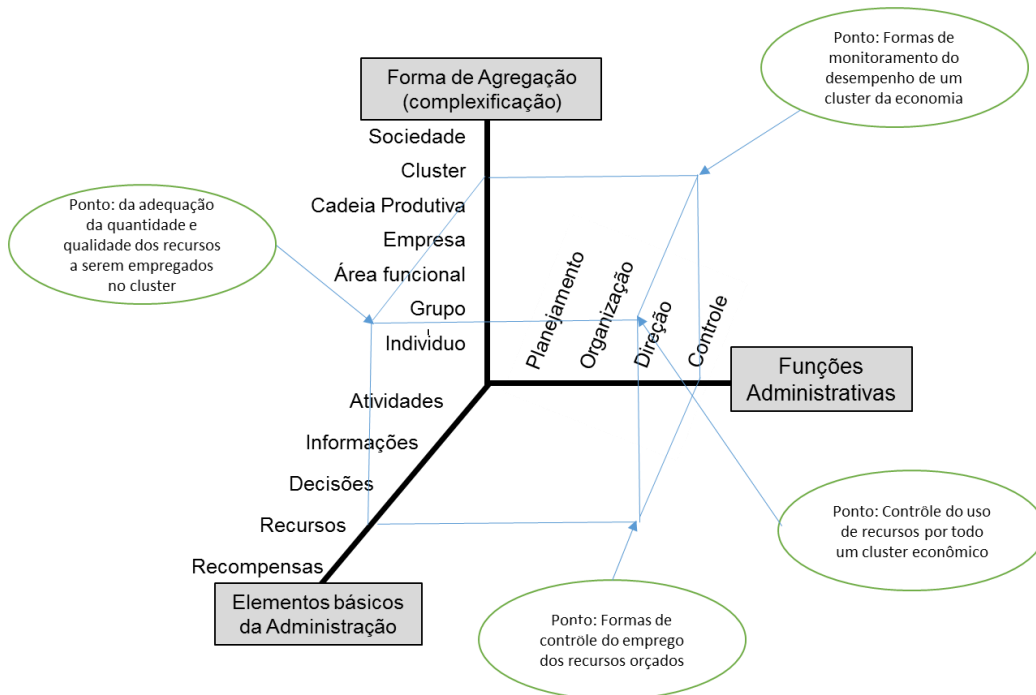 Ponto: Formas de
monitoramento do
desempenho de um
cluster da economia
Forma de Agregação
(complexificação)
Sociedade
Cluster
Cadeia Produtiva
Empresa
Área funcional
Grupo
Individuo
Ponto: da adequação
da quantidade e
qualidade dos recursos
a serem empregados
no cluster
Planejamento
Organização
Direção
Controle
Funções
Administrativas
Atividades
Informações
Decisões
Recursos
Recompensas
Elementos básicos
da Administração
Ponto: Contrôle do uso
de recursos por todo
um cluster econômico
Ponto: Formas de
contrôle do emprego
dos recursos orçados